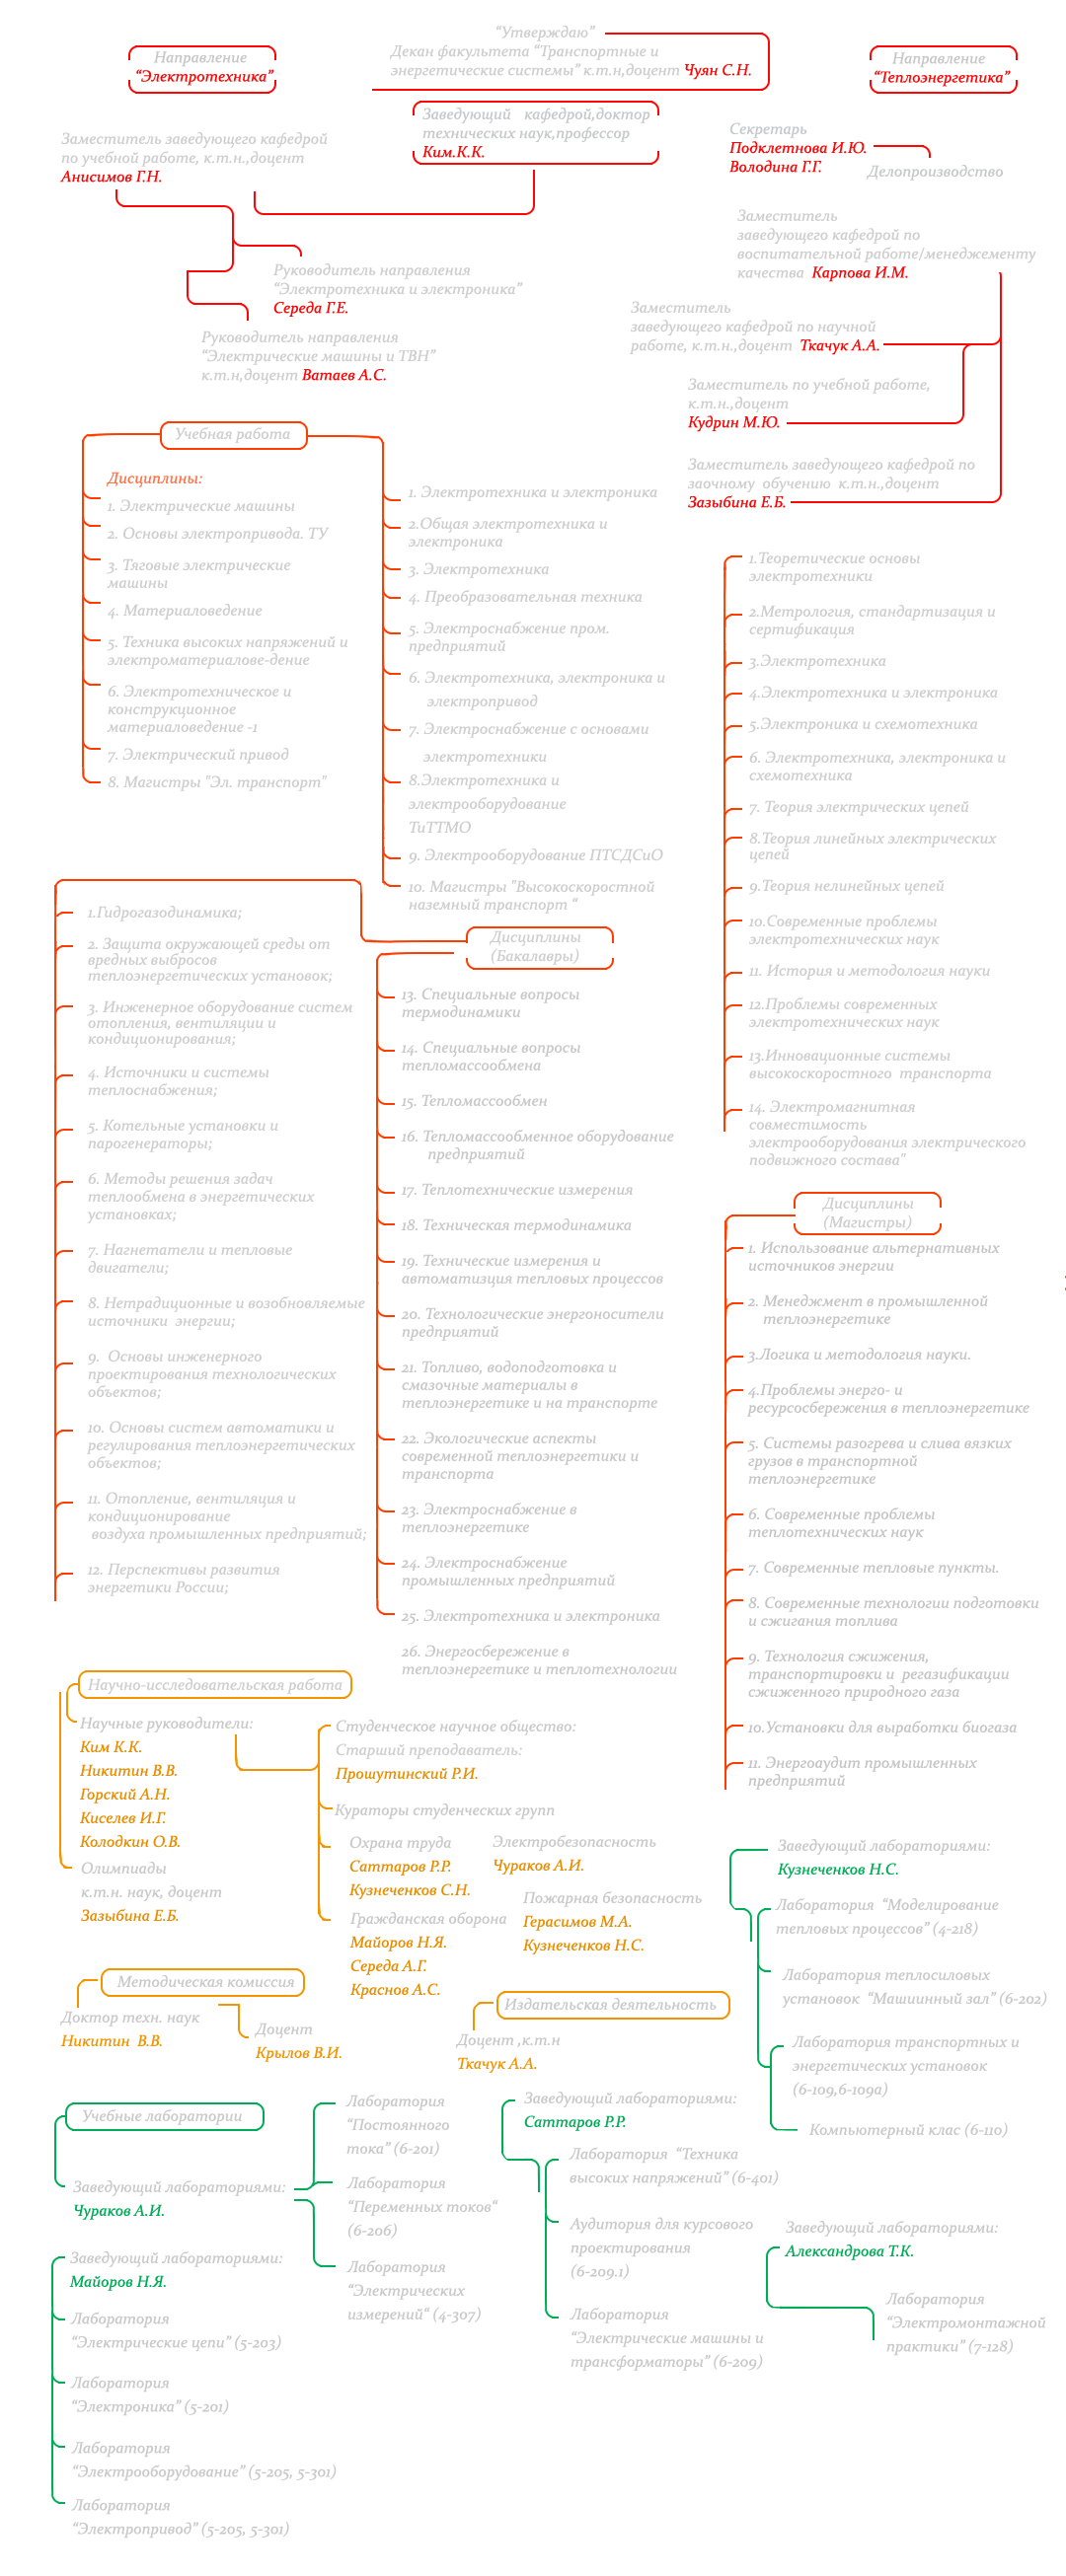 “Утверждаю”
Декан факультета “Транспортные и
энергетические системы” к.т.н,доцент Чуян С.Н.
Направление
“Электротехника”
Направление
“Теплоэнергетика”
Заведующий кафедрой,доктор
технических наук,профессор
Ким.К.К.
Заместитель заведующего кафедрой
по учебной работе, к.т.н.,доцент
Анисимов Г.Н.
Секретарь
Подклетнова И.Ю.
Володина Г.Г.
Делопроизводство
Руководитель направления
“Электротехника и электроника”
Середа Г.Е.
Руководитель направления
“Электрические машины и ТВН”
к.т.н,доцент Ватаев А.С.
Заместитель
заведующего кафедрой по
воспитательной работе/менеджементу
качества Карпова И.М.
Заместитель
заведующего кафедрой по научной
работе, к.т.н.,доцент Ткачук А.А.
Заместитель по учебной работе,
к.т.н.,доцент
Кудрин М.Ю.
Заместитель заведующего кафедрой по
заочному обучению к.т.н.,доцент
Зазыбина Е.Б.
Учебная работа
Дисциплины:
1. Электрические машины
2. Основы электропривода. ТУ
3. Тяговые электрические
машины
4. Материаловедение
5. Техника высоких напряжений и
электроматериалове-дение
6. Электротехническое и
конструкционное
материаловедение -1
7. Электрический привод
8. Магистры "Эл. транспорт"
1. Электротехника и электроника
2.Общая электротехника и
электроника
3. Электротехника
4. Преобразовательная техника
5. Электроснабжение пром.
предприятий
6. Электротехника, электроника и
электропривод
7. Электроснабжение с основами
электротехники
8.Электротехника и
электрооборудование
ТиТТМО
9. Электрооборудование ПТСДСиО
10. Магистры "Высокоскоростной
наземный транспорт “
1.Теоретические основы
электротехники
2.Метрология, стандартизация и
сертификация
3.Электротехника
4.Электротехника и электроника
5.Электроника и схемотехника
6. Электротехника, электроника и
схемотехника
7. Теория электрических цепей
8.Теория линейных электрических
цепей
9.Теория нелинейных цепей
10.Современные проблемы
электротехнических наук
11. История и методология науки
12.Проблемы современных
электротехнических наук
13.Инновационные системы
высокоскоростного транспорта
14. Электромагнитная
совместимость
электрооборудования электрического
подвижного состава"
1.Гидрогазодинамика;
2. Защита окружающей среды от
вредных выбросов
теплоэнергетических установок;
3. Инженерное оборудование систем
отопления, вентиляции и
кондиционирования;
4. Источники и системы
теплоснабжения;
5. Котельные установки и
парогенераторы;
6. Методы решения задач
теплообмена в энергетических
установках;
7. Нагнетатели и тепловые
двигатели;
8. Нетрадиционные и возобновляемые
источники энергии;
9. Основы инженерного
проектирования технологических
объектов;
10. Основы систем автоматики и
регулирования теплоэнергетических
объектов;
11. Отопление, вентиляция и
кондиционирование
воздуха промышленных предприятий;
12. Перспективы развития
энергетики России;
Дисциплины
(Бакалавры)
13. Специальные вопросы
термодинамики
14. Специальные вопросы
тепломассообмена
15. Тепломассообмен
16. Тепломассообменное оборудование
предприятий
17. Теплотехнические измерения
18. Техническая термодинамика
19. Технические измерения и
автоматизция тепловых процессов
20. Технологические энергоносители
предприятий
21. Топливо, водоподготовка и
смазочные материалы в
теплоэнергетике и на транспорте
22. Экологические аспекты
современной теплоэнергетики и
транспорта
23. Электроснабжение в
теплоэнергетике
24. Электроснабжение
промышленных предприятий
25. Электротехника и электроника
26. Энергосбережение в
теплоэнергетике и теплотехнологии
Дисциплины
(Магистры)
1. Использование альтернативных
источников энергии
2. Менеджмент в промышленной
теплоэнергетике
3.Логика и методология науки.
4.Проблемы энерго- и
ресурсосбережения в теплоэнергетике
5. Системы разогрева и слива вязких
грузов в транспортной
теплоэнергетике
6. Современные проблемы
теплотехнических наук
7. Современные тепловые пункты.
8. Современные технологии подготовки
и сжигания топлива
9. Технология сжижения,
транспортировки и регазификации
сжиженного природного газа
10.Установки для выработки биогаза
11. Энергоаудит промышленных
предприятий
Научно-исследовательская работа
Научные руководители:
Ким К.К.
Никитин В.В.
Горский А.Н.
Киселев И.Г.
Колодкин О.В.
Олимпиады
к.т.н. наук, доцент
Зазыбина Е.Б.
Студенческое научное общество:
Старший преподаватель:
Прошутинский Р.И.
Кураторы студенческих групп
Охрана труда
Саттаров Р.Р.
Кузнеченков С.Н.
Электробезопасность
Чураков А.И.
Пожарная безопасность
Герасимов М.А.
Кузнеченков Н.С.
Гражданская оборона
Майоров Н.Я.
Середа А.Г.
Краснов А.С.
Методическая комиссия
Доктор техн. наук
Никитин В.В.
Доцент
Крылов В.И.
Издательская деятельность
Доцент ,к.т.н
Ткачук А.А.
Заведующий лабораториями:
Кузнеченков Н.С.
Лаборатория “Моделирование
тепловых процессов” (4-218)
Лаборатория теплосиловых
установок “Машиинный зал” (6-202)
Лаборатория транспортных и
энергетических установок
(6-109,6-109а)
Компьютерный клас (6-110)
Учебные лаборатории
Заведующий лабораториями:
Чураков А.И.
Лаборатория
“Постоянного
тока” (6-201)
Лаборатория
“Переменных токов“
(6-206)
Лаборатория
“Электрических
измерений“ (4-307)
Заведующий лабораториями:
Саттаров Р.Р.
Лаборатория “Техника
высоких напряжений” (6-401)
Аудитория для курсового
проектирования
(6-209.1)
Лаборатория
“Электрические машины и
трансформаторы” (6-209)
Заведующий лабораториями:
Александрова Т.К.
Лаборатория
“Электромонтажной
практики” (7-128)
Заведующий лабораториями:
Майоров Н.Я.
Лаборатория
“Электрические цепи” (5-203)
Лаборатория
“Электроника” (5-201)
Лаборатория
“Электрооборудование” (5-205, 5-301)
Лаборатория
“Электропривод” (5-205, 5-301)